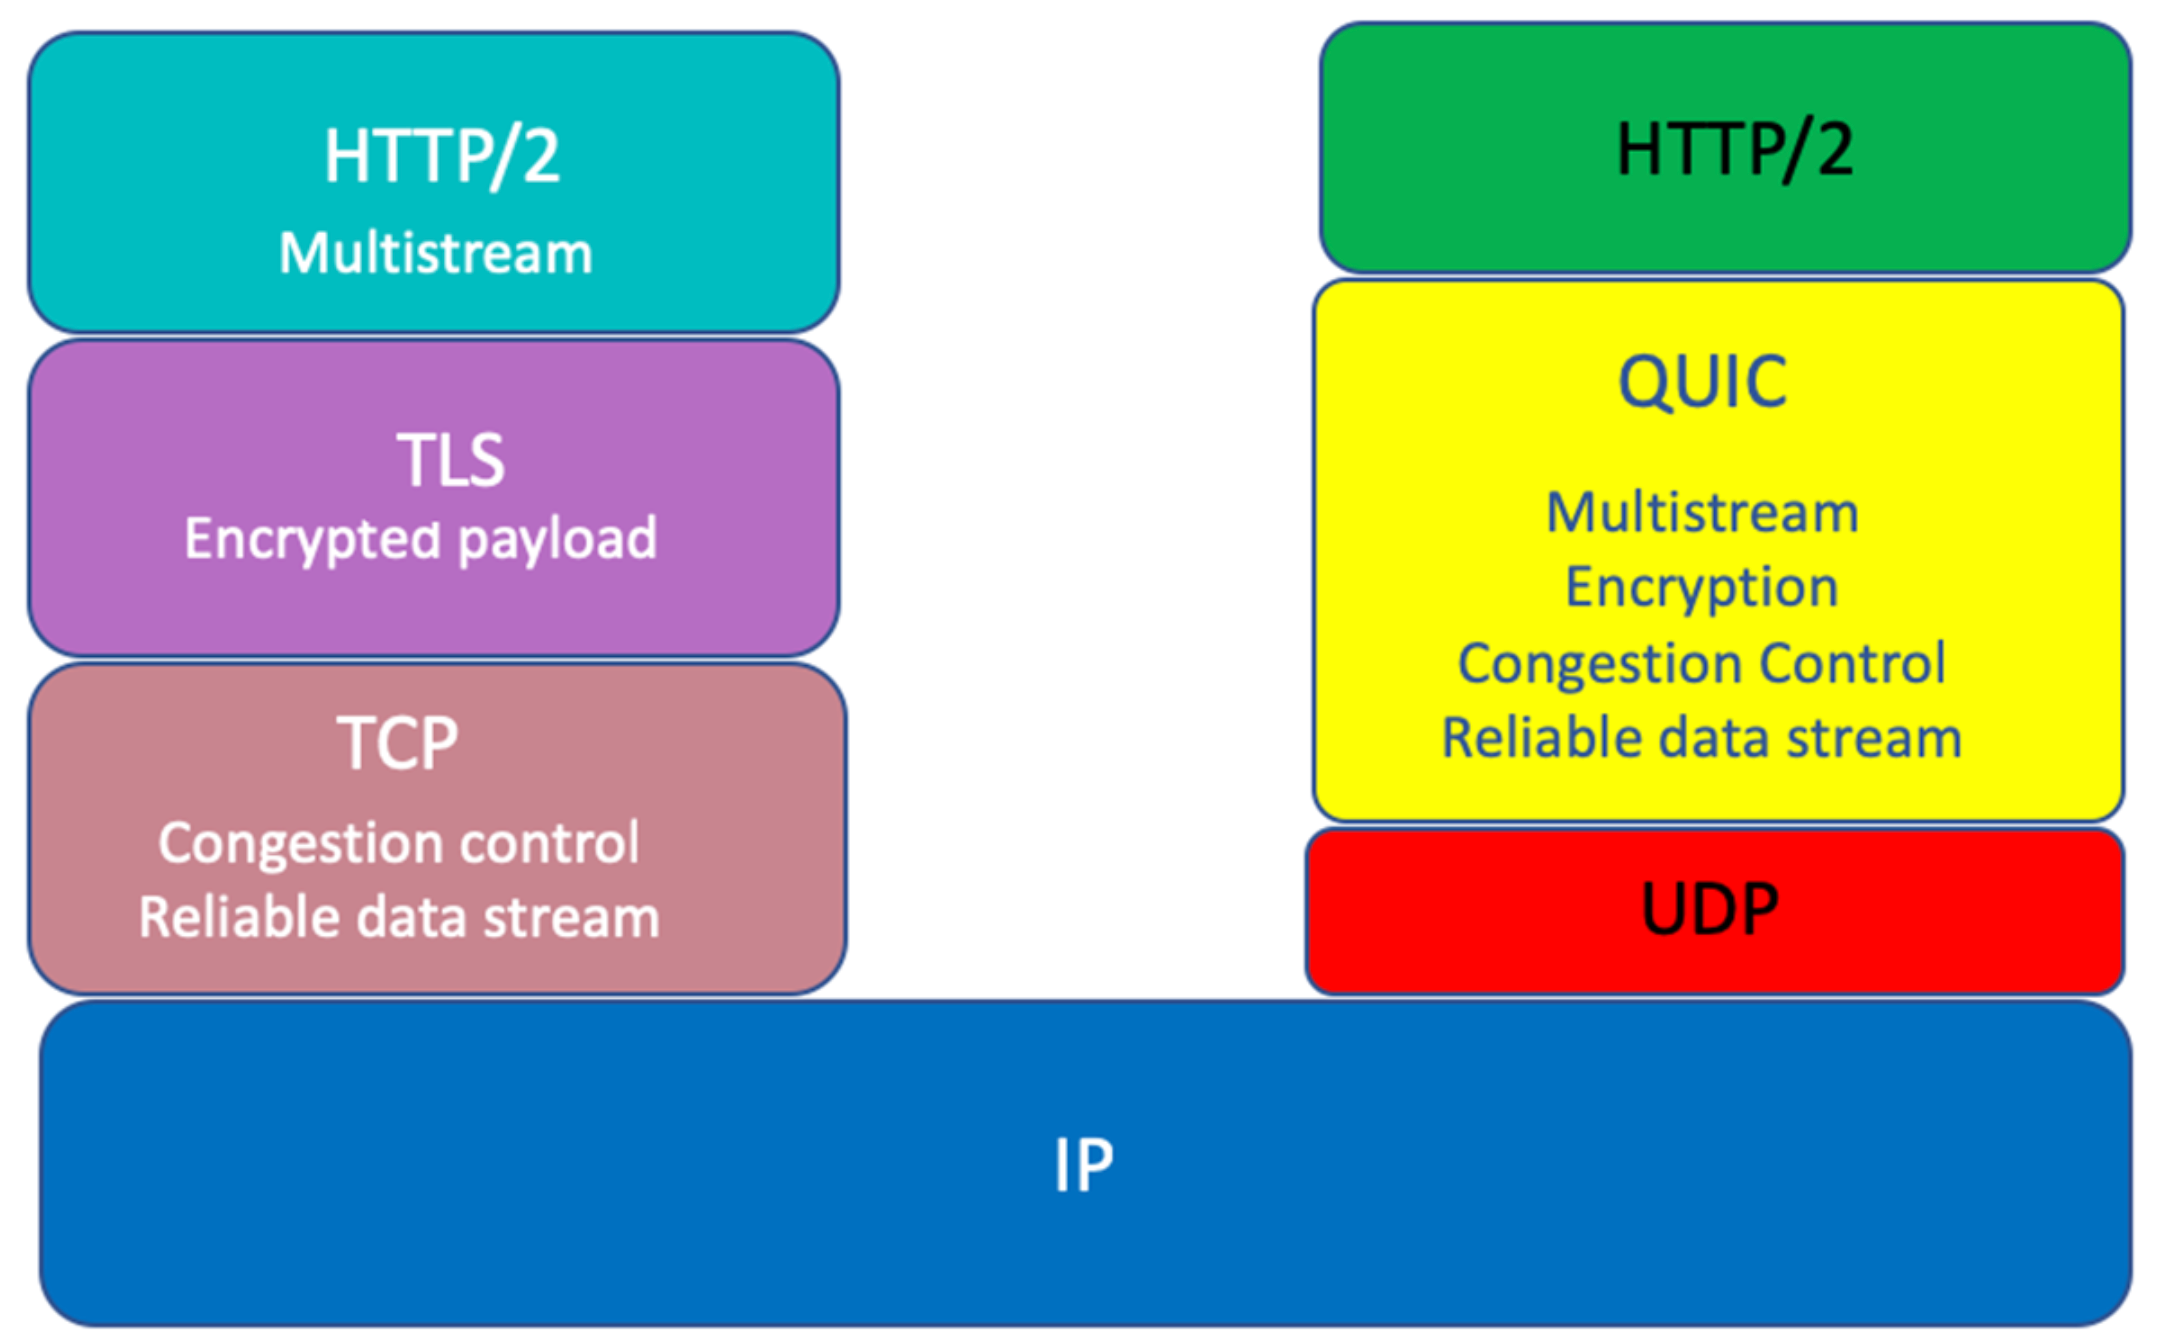 HTTP/2
Multistream
TLS
Encrypted payload
TCP
Congestion control
Reliable data stream
HTTP/2
QUIC
Multistream
Encryption
Congestion Control
Reliable data stream
UDP
IP